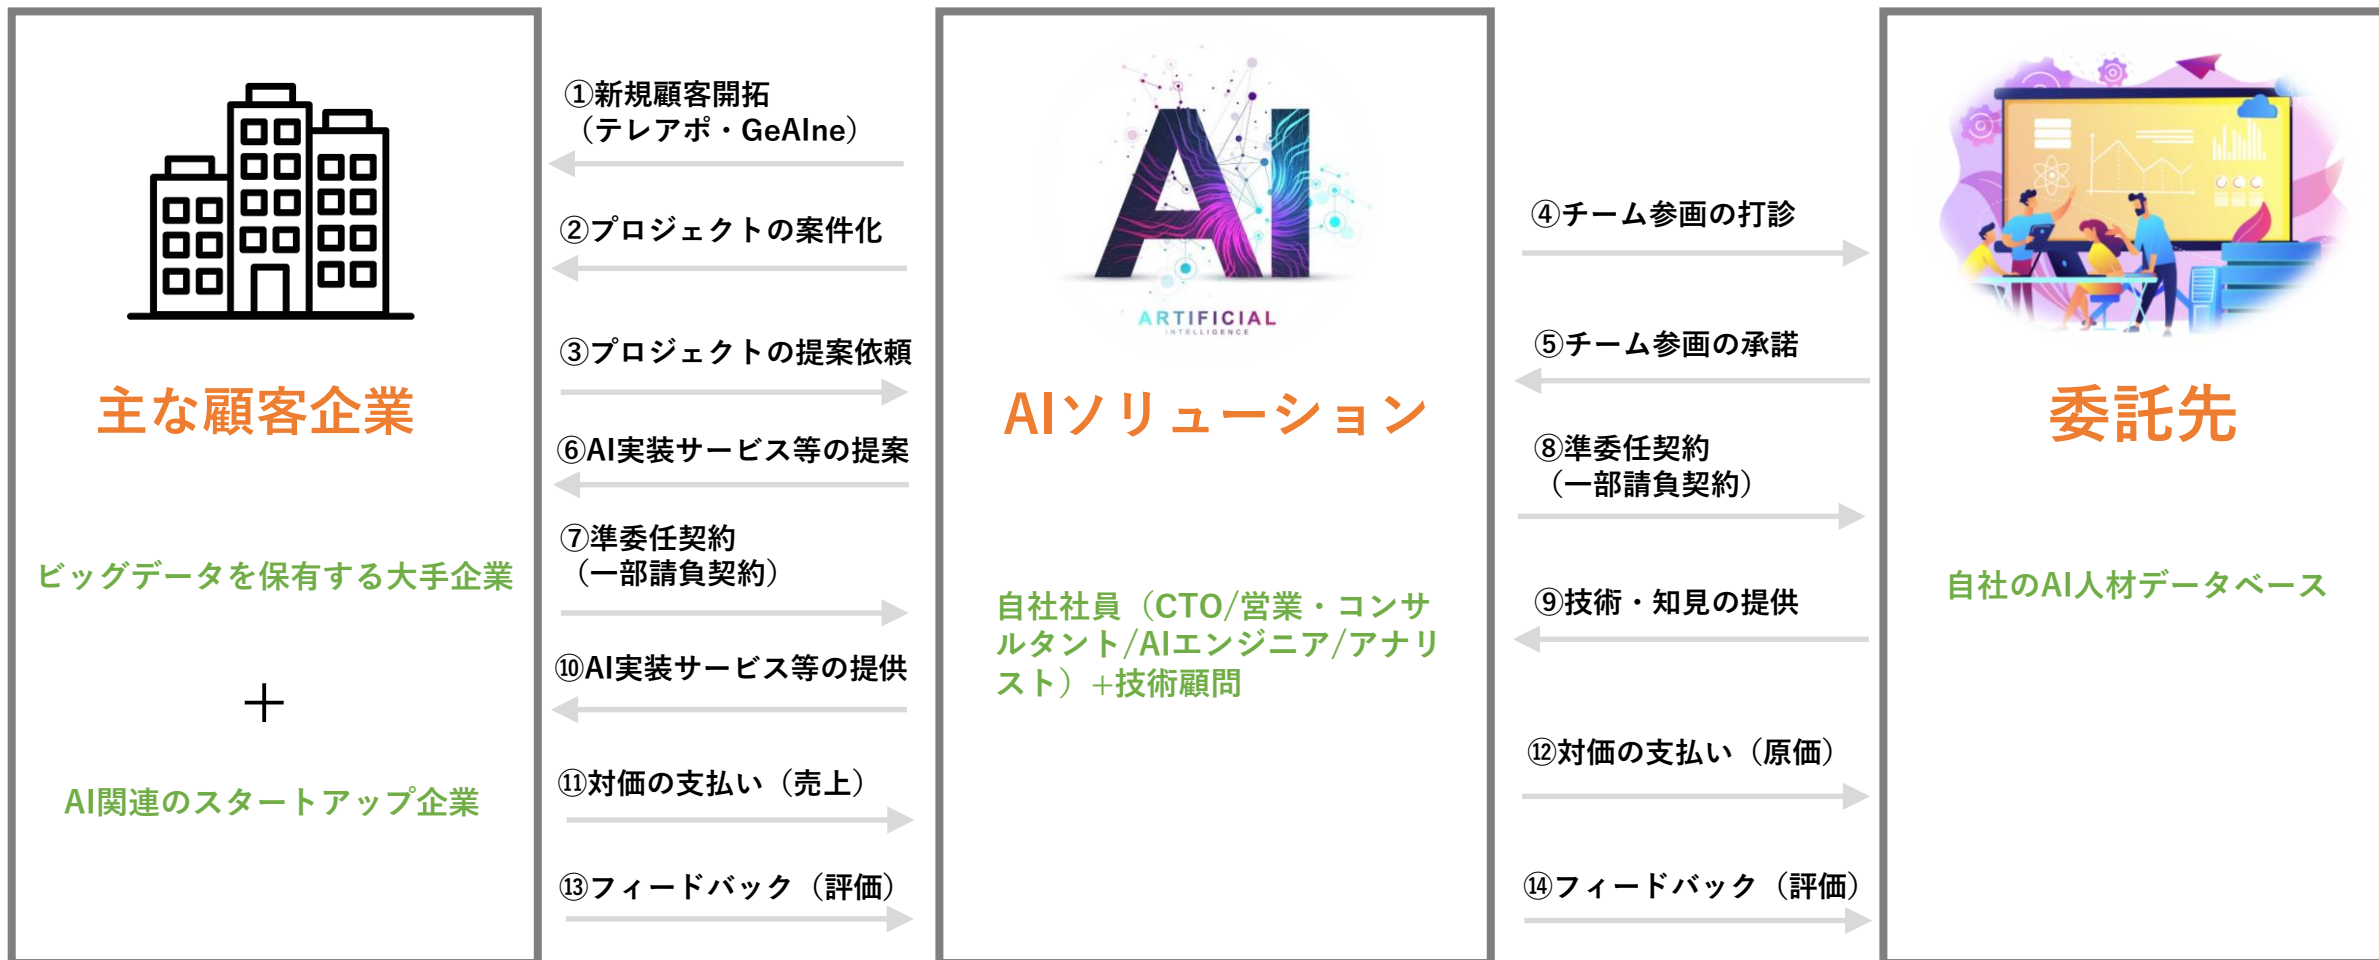 主な顧客企業
ビッグデータを保有する大手企業
＋
AI関連のスタートアップ企業
①新規顧客開拓
（テレアポ・GeAIne）
②プロジェクトの案件化
③プロジェクトの提案依頼
⑥AI実装サービス等の提案
⑦準委任契約
（一部請負契約）
⑩AI実装サービス等の提供
⑪対価の支払い（売上）
⑬フィードバック（評価）
AI
ARTIFICIAL
INTELLIGENCE
AIソリューション
自社社員（CTO/営業・コンサ
ルタント/AIエンジニア/アナリ
スト）+技術顧問
④チーム参画の打診
⑤チーム参画の承諾
⑧準委任契約
（一部請負契約）
⑨技術・知見の提供
⑫対価の支払い（原価）
⑭フィードバック（評価）
委託先
自社のAI人材データベース